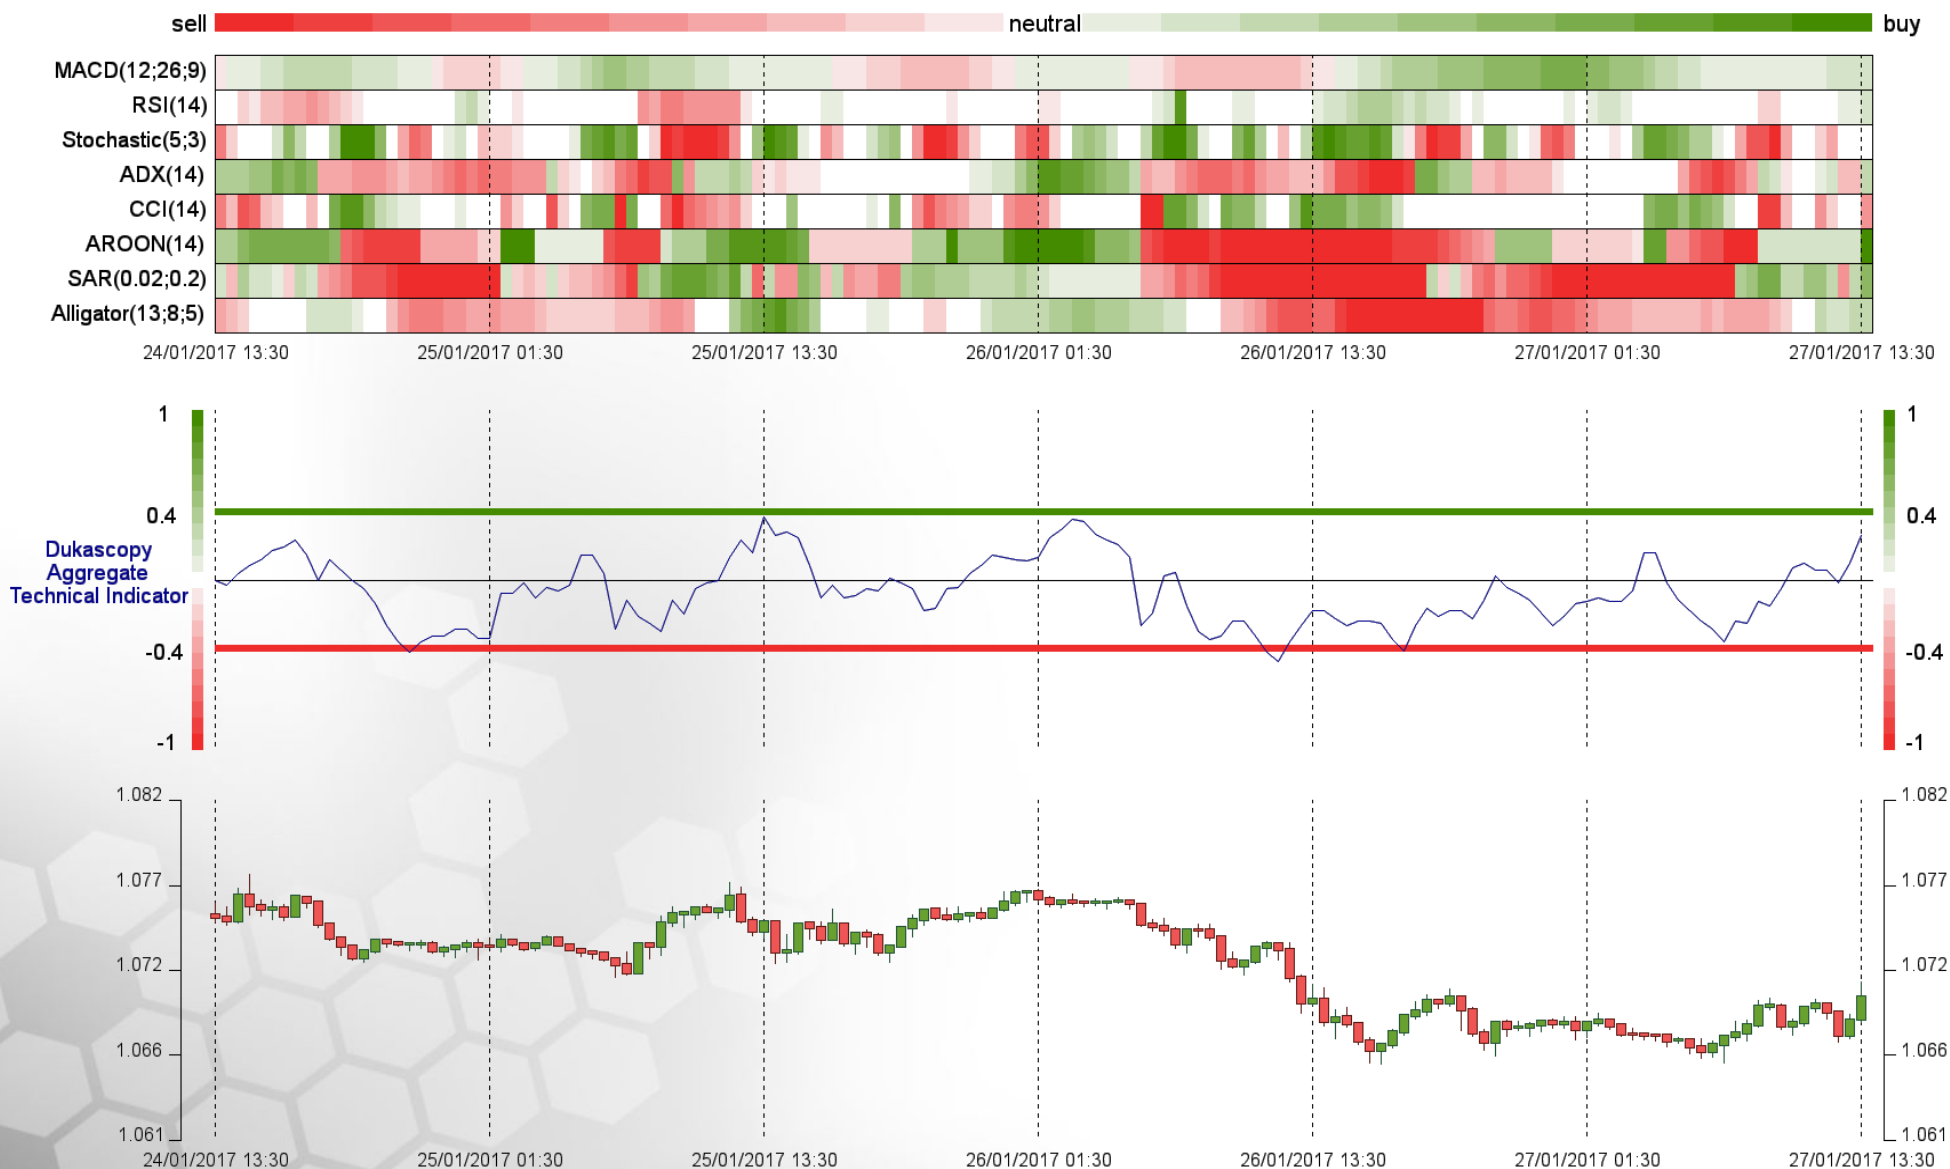 sell neutral buy
MACD(12;26;9)
RSI(14)
Stochastic(5;3)
ADX(14)
CCI(14)
AROON(14)
SAR(0.02;0.2)
Alligator(13;8;5)
24/01/2017 13:30 25/01/2017 01:30 25/01/2017 13:30 26/01/2017 01:30 26/01/2017 13:30 27/01/2017 01:30 27/01/2017 13:30
1 1
0.4 0.4
Dukascopy
Aggregate
Technical Indicator
-0.4 -0.4
-1 -1
1.082 1.082
1.077 1.077
1.072 1.072
1.066 1.066
1.061 1.061
24/01/2017 13:30 25/01/2017 01:30 25/01/2017 13:30 26/01/2017 01:30 26/01/2017 13:30 27/01/2017 01:30 27/01/2017 13:30